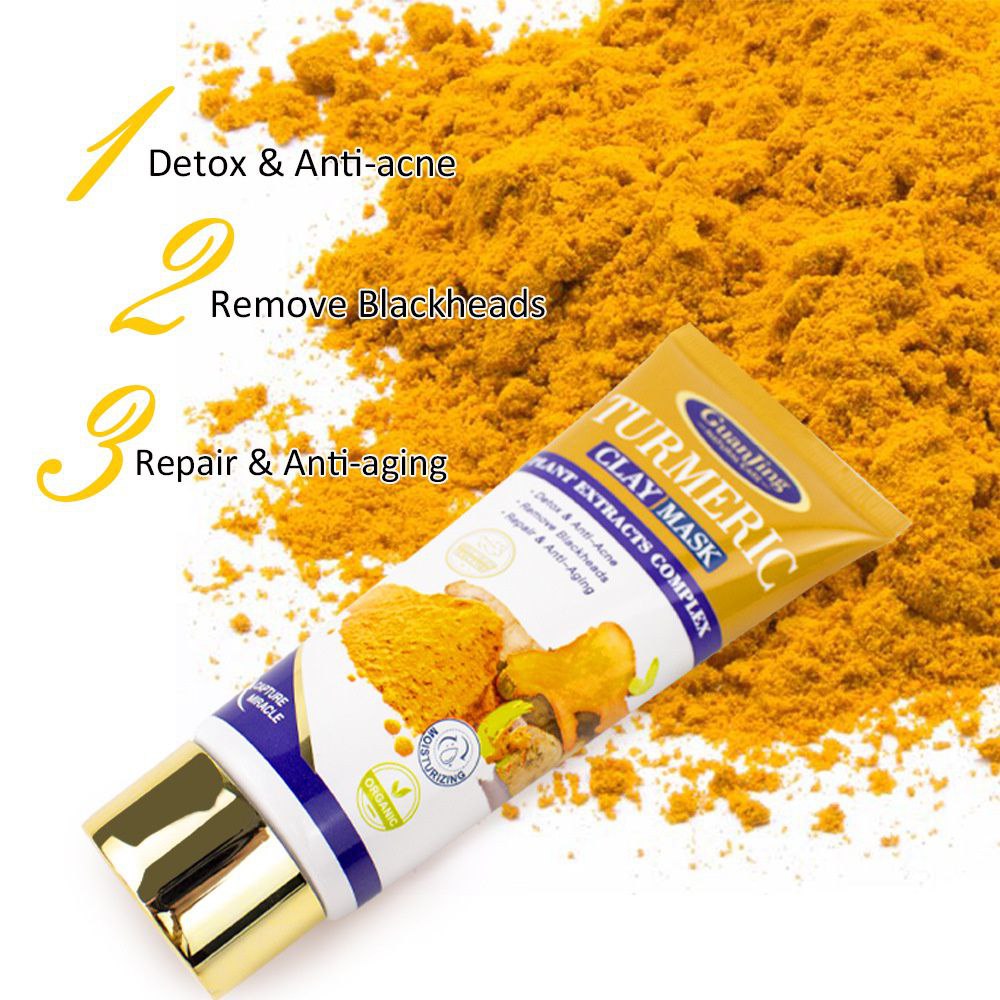 1 Detox & Anti-acne
2 Remove Blackheads
3 Repair & Anti-aging
GuanJing
TURMERIC
CLAY MASK
PLANT EXTRACTS COMPLEX
· Detox & Anti-Acne
· Remove Blackheads
· Repair & Anti-Aging
MOISTURIZING
ORGANIC
CAPTURE
MIRACLE